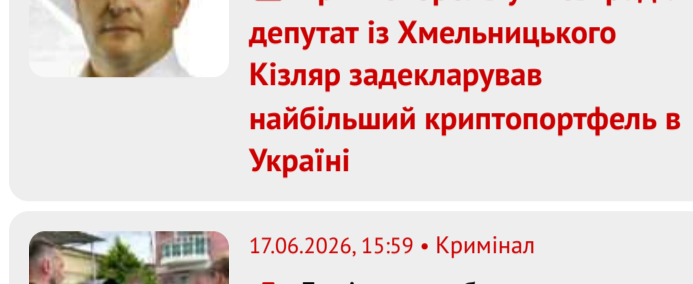 депутат із Хмельницького
Кізляр задекларував
найбільший криптопортфель в
Україні
17.06.2026, 15:59 • Кримінал